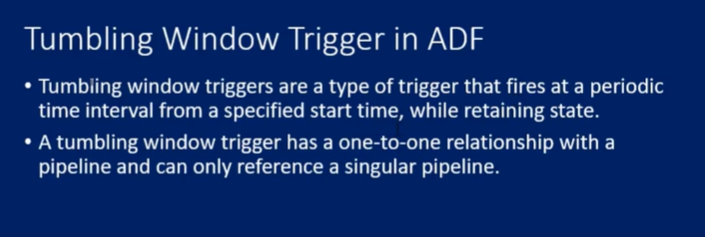 Tumbling Window Trigger in ADF
• Tumbling window triggers are a type of trigger that fires at a periodic
time interval from a specified start time, while retaining state.
• A tumbling window trigger has a one-to-one relationship with a
pipeline and can only reference a singular pipeline.